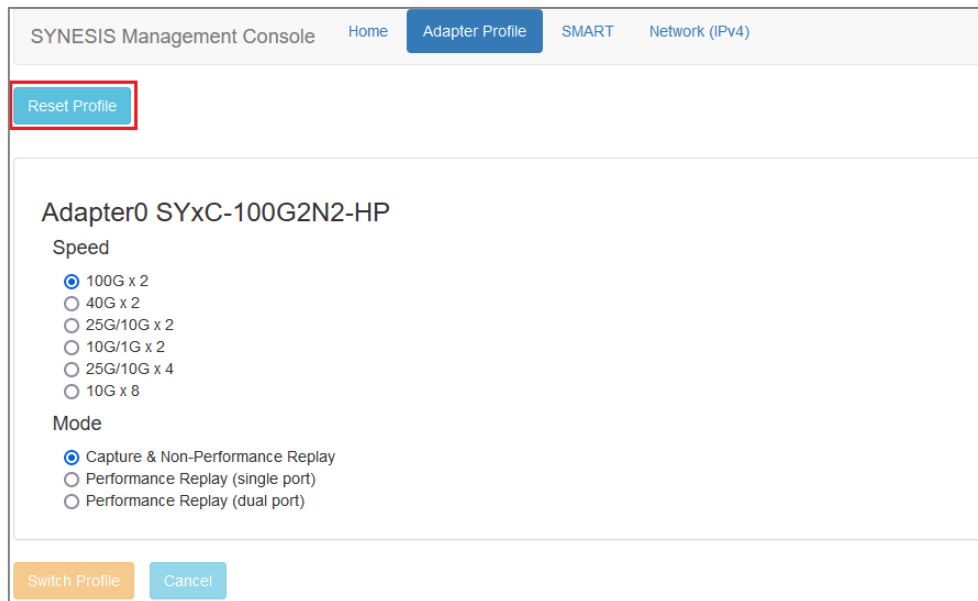 SYNESIS Management Console Home Adapter Profile SMART Network (IPv4)
Reset Profile
Adapter0 SYxC-100G2N2-HP
Speed
100G x 2
40G x 2
25G/10G x 2
10G/1G x 2
25G/10G x 4
10G x 8
Mode
Capture & Non-Performance Replay
Performance Replay (single port)
Performance Replay (dual port)
Switch Profile Cancel